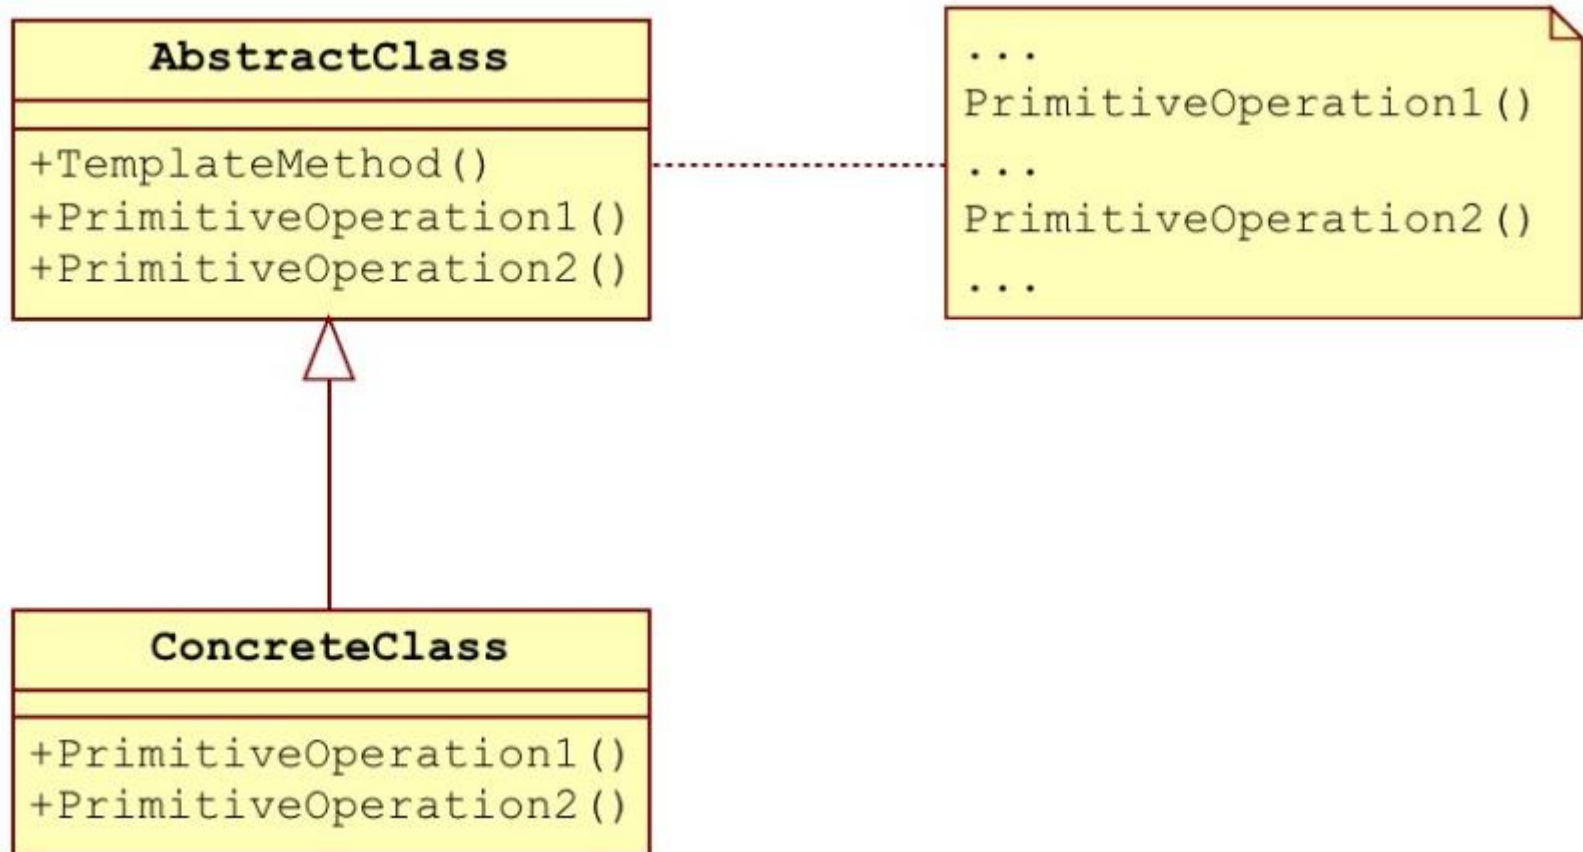 AbstractClass
+TemplateMethod()
+PrimitiveOperation1()
+PrimitiveOperation2()
...
PrimitiveOperation1()
...
PrimitiveOperation2()
...
ConcreteClass
+PrimitiveOperation1()
+PrimitiveOperation2()